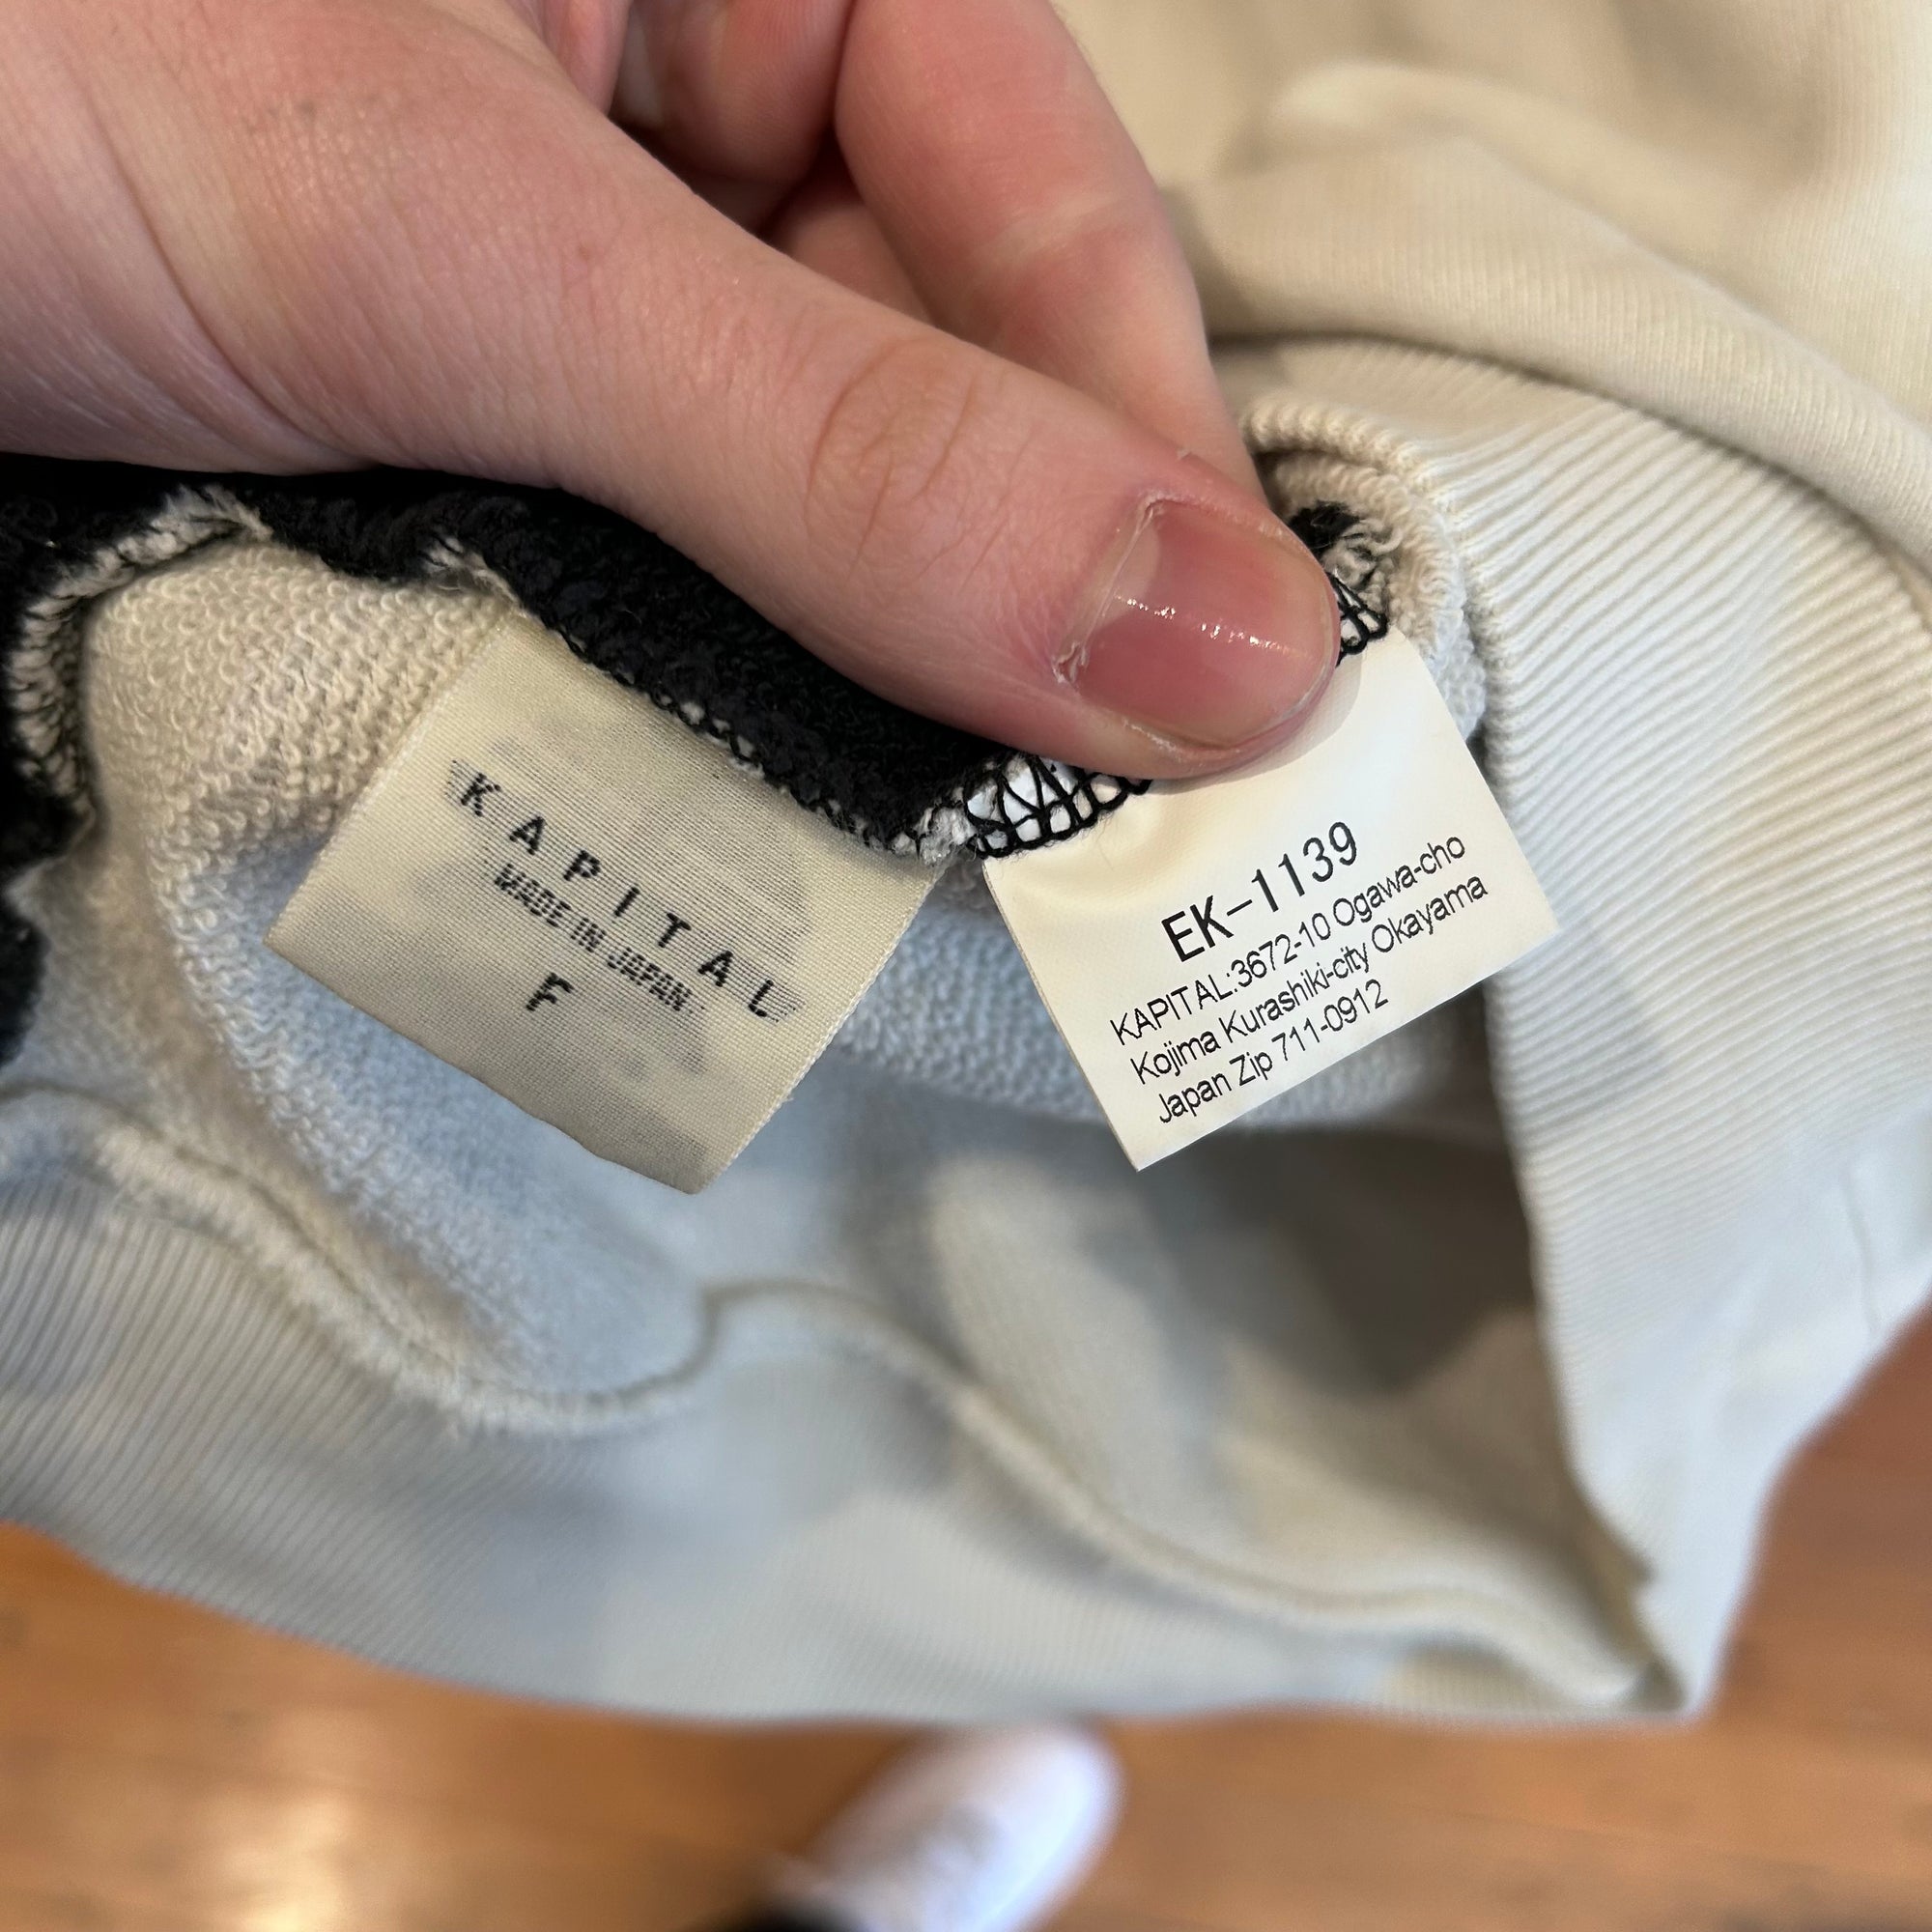 KAPITAL
MADE IN JAPAN
F
EK-1139
KAPITAL:3672-10 Ogawa-cho
Kojima Kurashiki-city Okayama
Japan Zip 711-0912